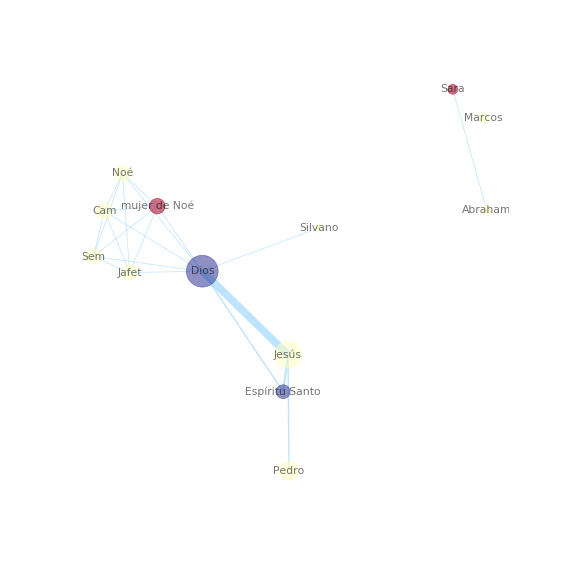 Sara
Marcos
Noé
mujer de Noé
Cam
Abraham
Silvano
Sem
Jafet
Dios
Jesús
Espíritu Santo
Pedro